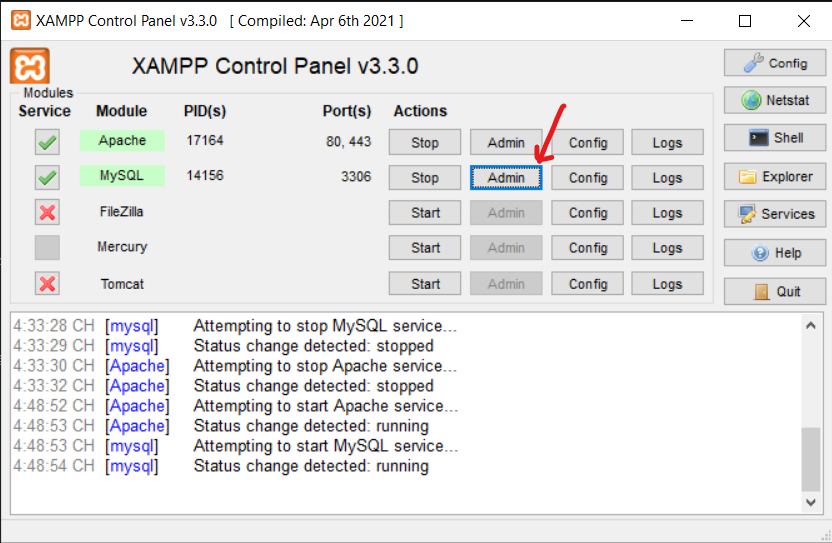 XAMPP Control Panel v3.3.0 [ Compiled: Apr 6th 2021 ]
XAMPP Control Panel v3.3.0
Config
Modules
Service Module PID(s) Port(s) Actions
Netstat
Apache 17164 80, 443 Stop Admin Config Logs
Shell
MySQL 14156 3306 Stop Admin Config Logs
Explorer
FileZilla Start Admin Config Logs
Services
Mercury Start Admin Config Logs
Help
Tomcat Start Admin Config Logs
Quit
4:33:28 CH [mysql] Attempting to stop MySQL service...
4:33:29 CH [mysql] Status change detected: stopped
4:33:30 CH [Apache] Attempting to stop Apache service...
4:33:32 CH [Apache] Status change detected: stopped
4:48:52 CH [Apache] Attempting to start Apache service...
4:48:53 CH [Apache] Status change detected: running
4:48:53 CH [mysql] Attempting to start MySQL service...
4:48:54 CH [mysql] Status change detected: running